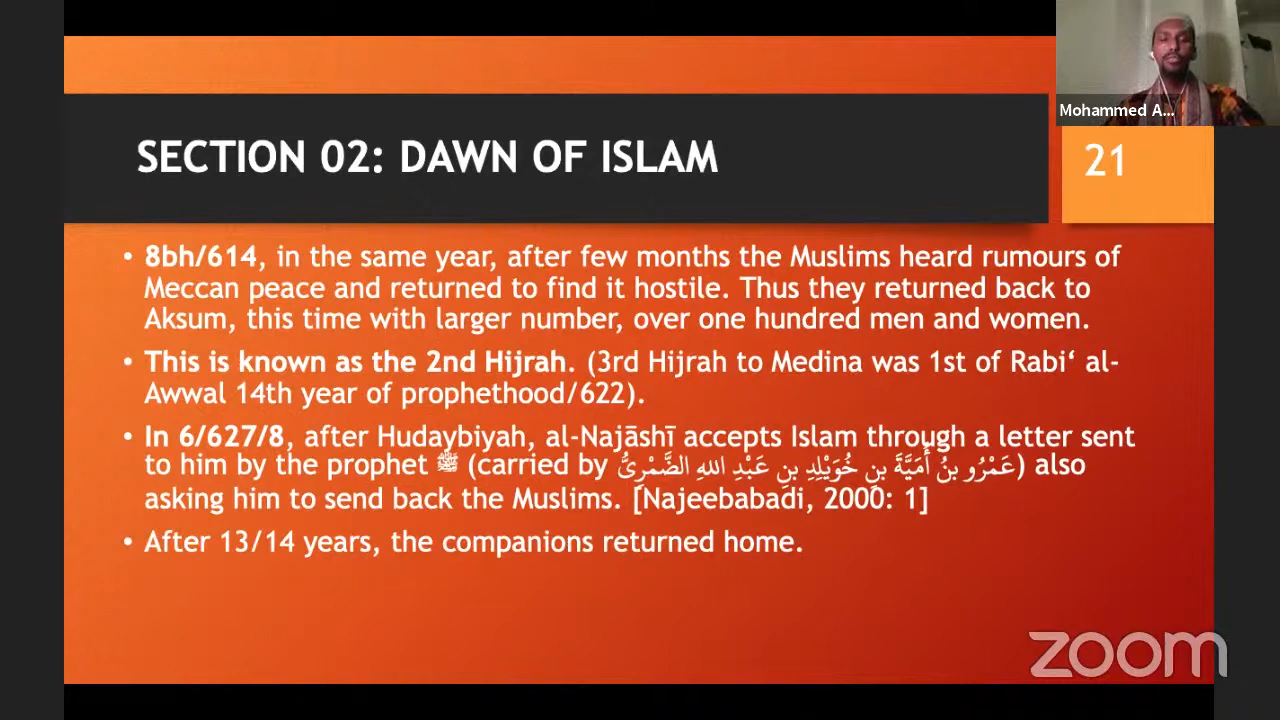 Mohammed A...
SECTION 02: DAWN OF ISLAM
21
• 8bh/614, in the same year, after few months the Muslims heard rumours of
Meccan peace and returned to find it hostile. Thus they returned back to
Aksum, this time with larger number, over one hundred men and women.
• This is known as the 2nd Hijrah. (3rd Hijrah to Medina was 1st of Rabi‘ al-
Awwal 14th year of prophethood/622).
• In 6/627/8, after Hudaybiyah, al-Najāshī accepts Islam through a letter sent
to him by the prophet ﷺ (carried by عَمْرُو بنُ أُمَيَّةَ بنِ خُوَيْلِدِ بنِ عَبْدِ اللهِ الضَّمْرِيُّ) also
asking him to send back the Muslims. [Najeebabadi, 2000: 1]
• After 13/14 years, the companions returned home.
zoom